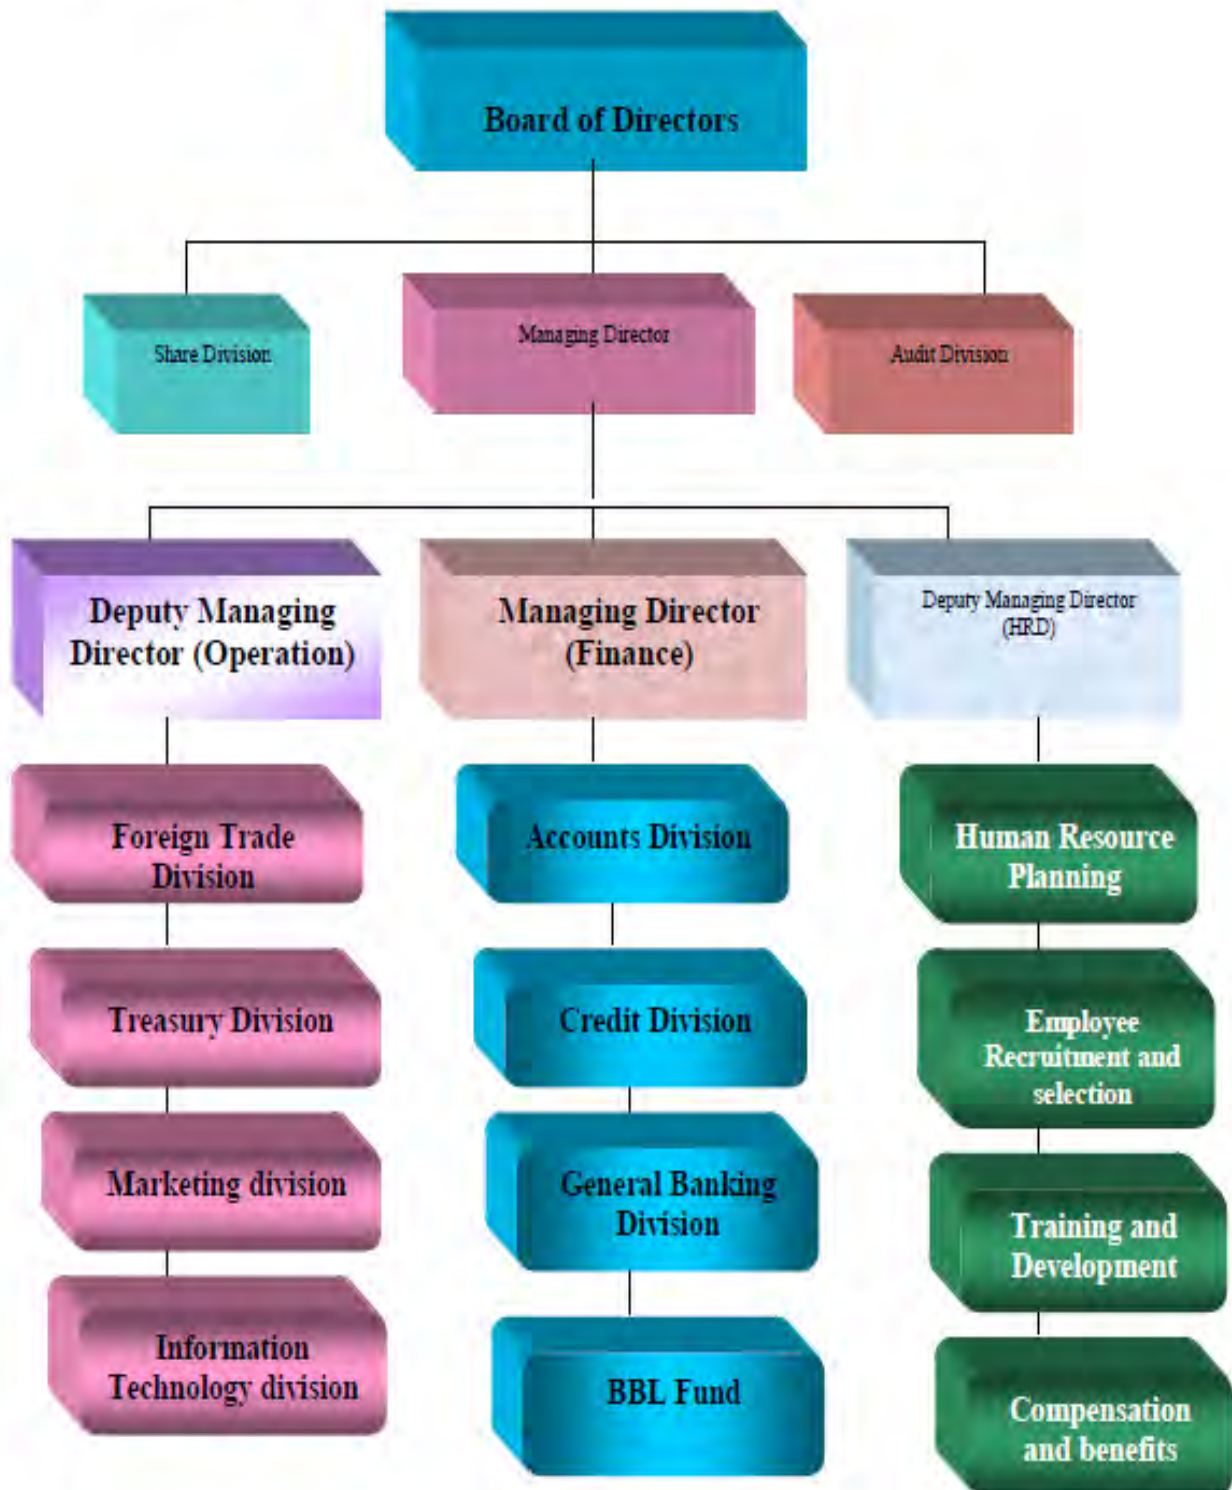 Board of Directors
Share Division
Managing Director
Audit Division
Deputy Managing
Director (Operation)
Managing Director
(Finance)
Deputy Managing Director
(HRD)
Foreign Trade
Division
Accounts Division
Human Resource
Planning
Treasury Division
Credit Division
Employee
Recruitment and
selection
Marketing division
General Banking
Division
Training and
Development
Information
Technology division
BBL Fund
Compensation
and benefits